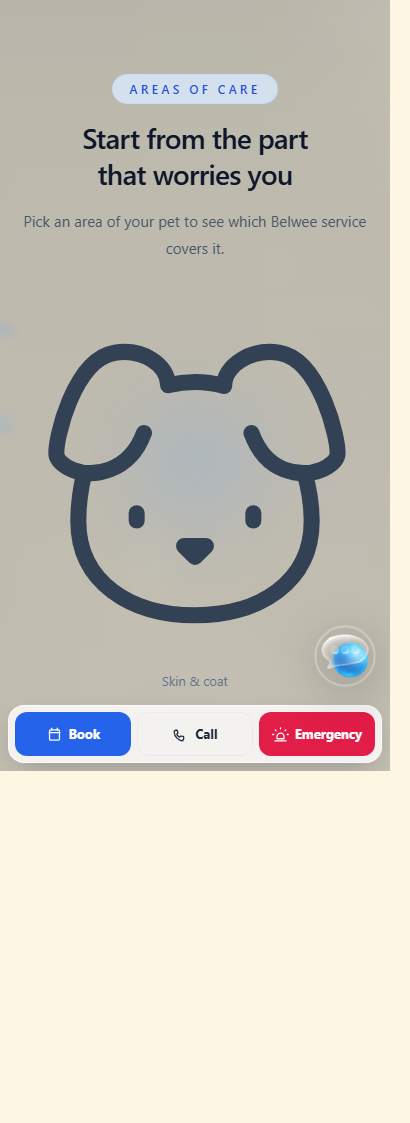 AREAS OF CARE
Start from the part
that worries you
Pick an area of your pet to see which Belwee service
covers it.
Skin & coat
Book
Call
Emergency